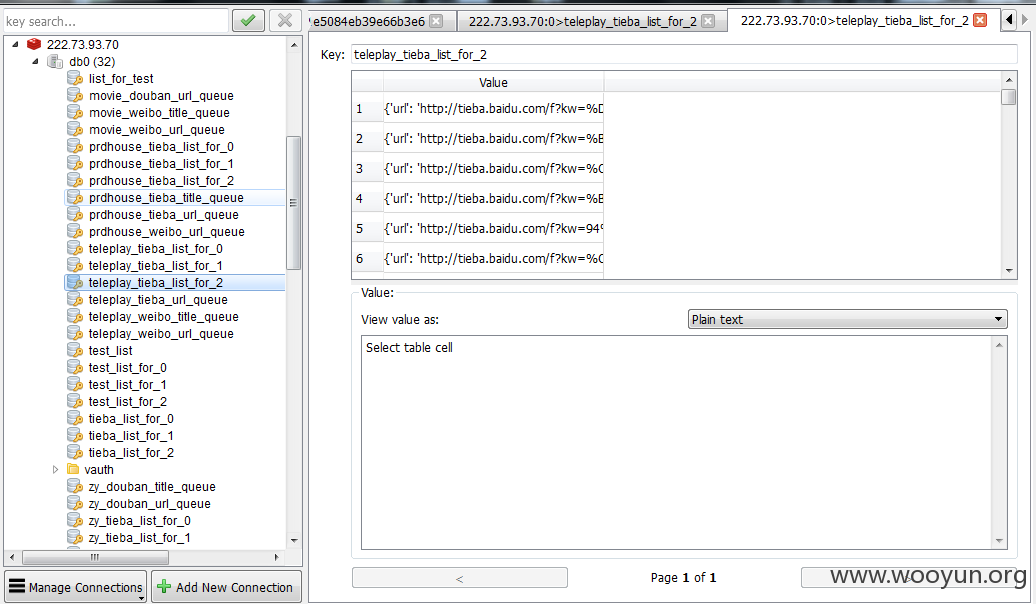 key search...
222.73.93.70
db0 (32)
list_for_test
movie_douban_url_queue
movie_weibo_title_queue
movie_weibo_url_queue
prdhouse_tieba_list_for_0
prdhouse_tieba_list_for_1
prdhouse_tieba_list_for_2
prdhouse_tieba_title_queue
prdhouse_tieba_url_queue
prdhouse_weibo_url_queue
teleplay_tieba_list_for_0
teleplay_tieba_list_for_1
teleplay_tieba_list_for_2
teleplay_tieba_url_queue
teleplay_weibo_title_queue
teleplay_weibo_url_queue
test_list
test_list_for_0
test_list_for_1
test_list_for_2
tieba_list_for_0
tieba_list_for_1
tieba_list_for_2
vauth
zy_douban_title_queue
zy_douban_url_queue
zy_tieba_list_for_0
zy_tieba_list_for_1
Manage Connections
Add New Connection
.e5084eb39e66b3e6
222.73.93.70:0>teleplay_tieba_list_for_2
222.73.93.70:0>teleplay_tieba_list_for_2
Key: teleplay_tieba_list_for_2
Value
1 {'url': 'http://tieba.baidu.com/f?kw=%D
2 {'url': 'http://tieba.baidu.com/f?kw=%B
3 {'url': 'http://tieba.baidu.com/f?kw=%C
4 {'url': 'http://tieba.baidu.com/f?kw=%B
5 {'url': 'http://tieba.baidu.com/f?kw=94%
6 {'url': 'http://tieba.baidu.com/f?kw=%C
Value:
View value as: Plain text
Select table cell
< Page 1 of 1
www.wooyun.org